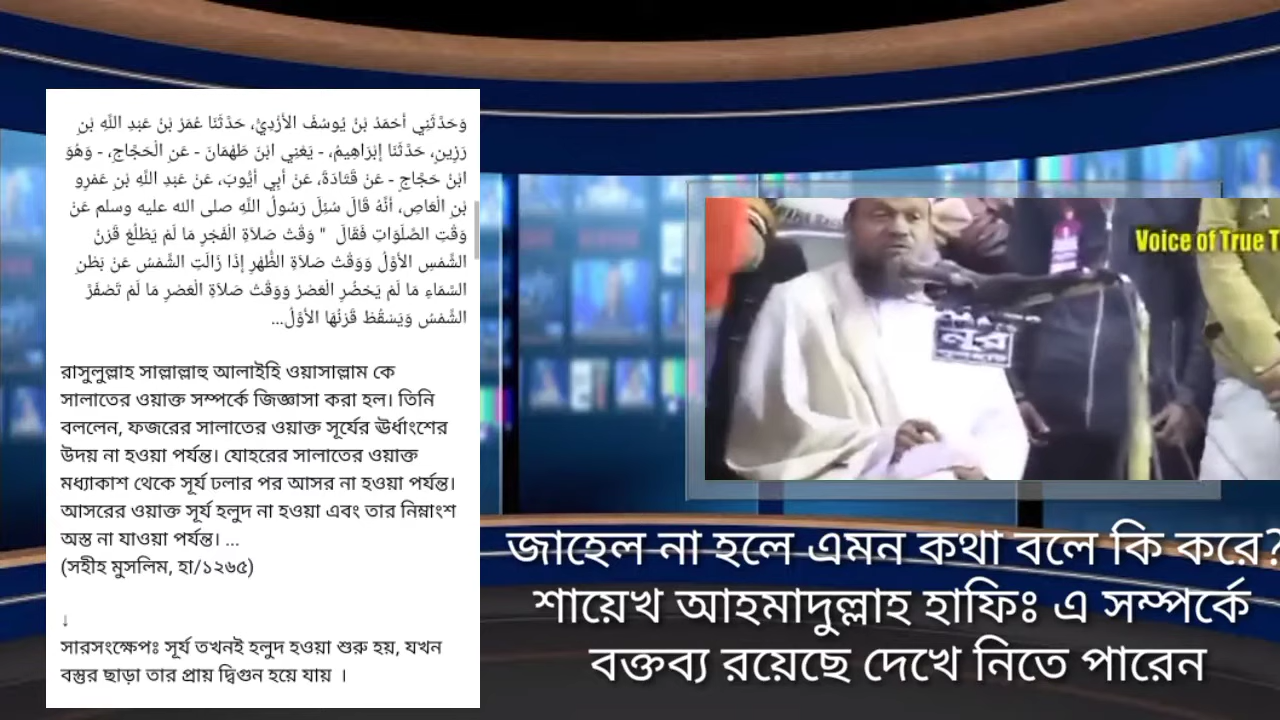 وَحَدَّثَنِي أَحْمَدُ بْنُ يُوسُفَ الأَزْدِيُّ، حَدَّثَنَا عُمَرُ بْنُ عَبْدِ اللَّهِ بْنِ
رَزِينٍ، حَدَّثَنَا إِبْرَاهِيمُ، - يَعْنِي ابْنَ طَهْمَانَ - عَنِ الْحَجَّاجِ، - وَهُوَ
ابْنُ حَجَّاجٍ - عَنْ قَتَادَةَ، عَنْ أَبِي أَيُّوبَ، عَنْ عَبْدِ اللَّهِ بْنِ عَمْرِو
بْنِ الْعَاصِ، أَنَّهُ قَالَ سُئِلَ رَسُولُ اللَّهِ صلى الله عليه وسلم عَنْ
وَقْتِ الصَّلَوَاتِ فَقَالَ " وَقْتُ صَلاَةِ الْفَجْرِ مَا لَمْ يَطْلُعْ قَرْنُ
الشَّمْسِ الأَوَّلُ وَوَقْتُ صَلاَةِ الظُّهْرِ إِذَا زَالَتِ الشَّمْسُ عَنْ بَطْنِ
السَّمَاءِ مَا لَمْ يَحْضُرِ الْعَصْرُ وَوَقْتُ صَلاَةِ الْعَصْرِ مَا لَمْ تَصْفَرَّ
الشَّمْسُ وَيَسْقُطْ قَرْنُهَا الأَوَّلُ...
রাসুলুল্লাহ সাল্লাল্লাহু আলাইহি ওয়াসাল্লাম কে
সালাতের ওয়াক্ত সম্পর্কে জিজ্ঞাসা করা হল। তিনি
বললেন, ফজরের সালাতের ওয়াক্ত সূর্যের ঊর্ধাংশের
উদয় না হওয়া পর্যন্ত। যোহরের সালাতের ওয়াক্ত
মধ্যাকাশ থেকে সূর্য ঢলার পর আসর না হওয়া পর্যন্ত।
আসরের ওয়াক্ত সূর্য হলুদ না হওয়া এবং তার নিম্নাংশ
অস্ত না যাওয়া পর্যন্ত। ...
(সহীহ মুসলিম, হা/১২৬৫)
↓
সারসংক্ষেপঃ সূর্য তখনই হলুদ হওয়া শুরু হয়, যখন
বস্তুর ছাড়া তার প্রায় দ্বিগুন হয়ে যায় ।
Voice of True T
নূর
জাহেল না হলে এমন কথা বলে কি করে?
শায়েখ আহমাদুল্লাহ হাফিঃ এ সম্পর্কে
বক্তব্য রয়েছে দেখে নিতে পারেন